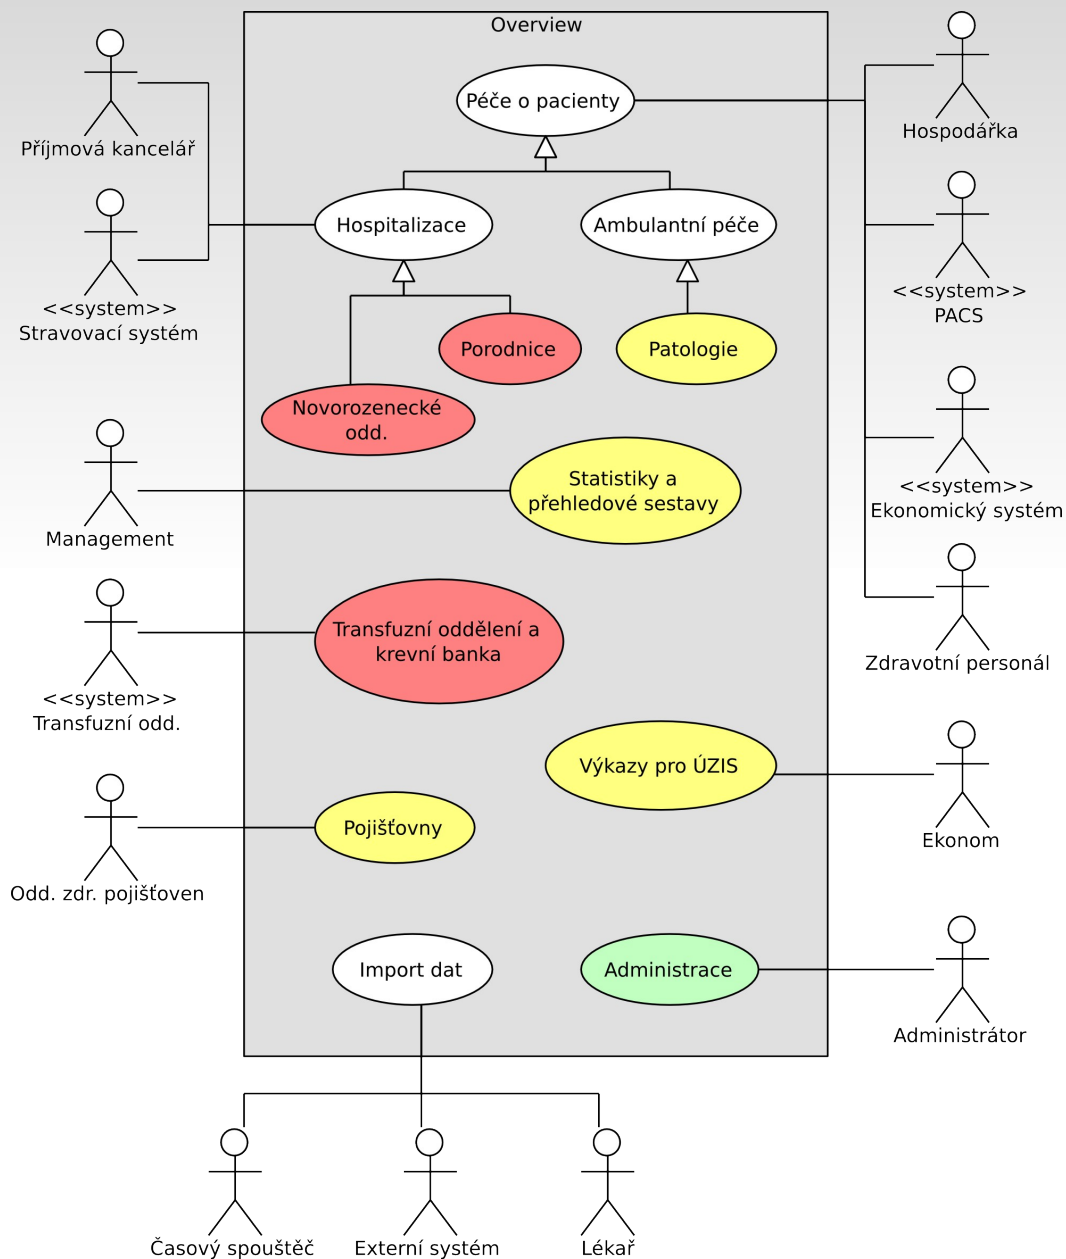 Overview
Péče o pacienty
Příjmová kancelář
Hospodářka
Hospitalizace
Ambulantní péče
<<system>>
Stravovací systém
<<system>>
PACS
Porodnice
Patologie
Novorozenecké
odd.
Statistiky a
přehledové sestavy
<<system>>
Ekonomický systém
Management
Transfuzní oddělení a
krevní banka
Zdravotní personál
<<system>>
Transfuzní odd.
Výkazy pro ÚZIS
Pojišťovny
Ekonom
Odd. zdr. pojišťoven
Import dat
Administrace
Administrátor
Časový spouštěč
Externí systém
Lékař